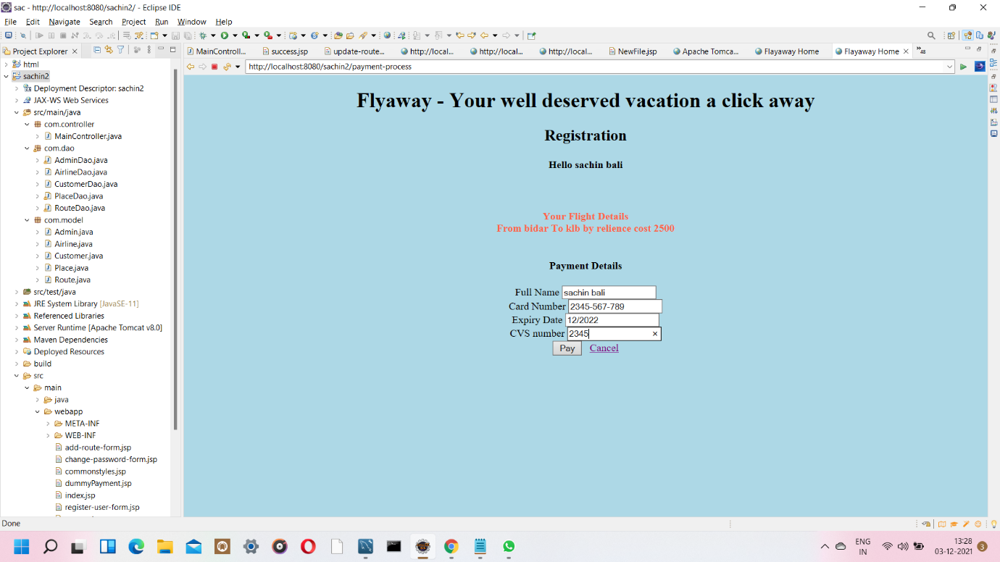 sac - http://localhost:8080/sachin2/ - Eclipse IDE
File Edit Navigate Search Project Run Window Help
Project Explorer
MainControll... success.jsp update-route... http://local... http://local... http://local... NewFile.jsp Apache Tomca... Flayaway Home Flayaway Home 48
http://localhost:8080/sachin2/payment-process
html
sachin2
Deployment Descriptor: sachin2
JAX-WS Web Services
src/main/java
com.controller
MainController.java
com.dao
AdminDao.java
AirlineDao.java
CustomerDao.java
PlaceDao.java
RouteDao.java
com.model
Admin.java
Airline.java
Customer.java
Place.java
Route.java
src/test/java
JRE System Library [JavaSE-11]
Referenced Libraries
Server Runtime [Apache Tomcat v8.0]
Maven Dependencies
Deployed Resources
build
src
main
java
webapp
META-INF
WEB-INF
add-route-form.jsp
change-password-form.jsp
commonstyles.jsp
dummyPayment.jsp
index.jsp
register-user-form.jsp
Flyaway - Your well deserved vacation a click away
Registration
Hello sachin bali
Your Flight Details
From bidar To klb by relience cost 2500
Payment Details
Full Name sachin bali
Card Number 2345-567-789
Expiry Date 12/2022
CVS number 2345
Pay Cancel
Done
ENG
IN
13:28
03-12-2021
3